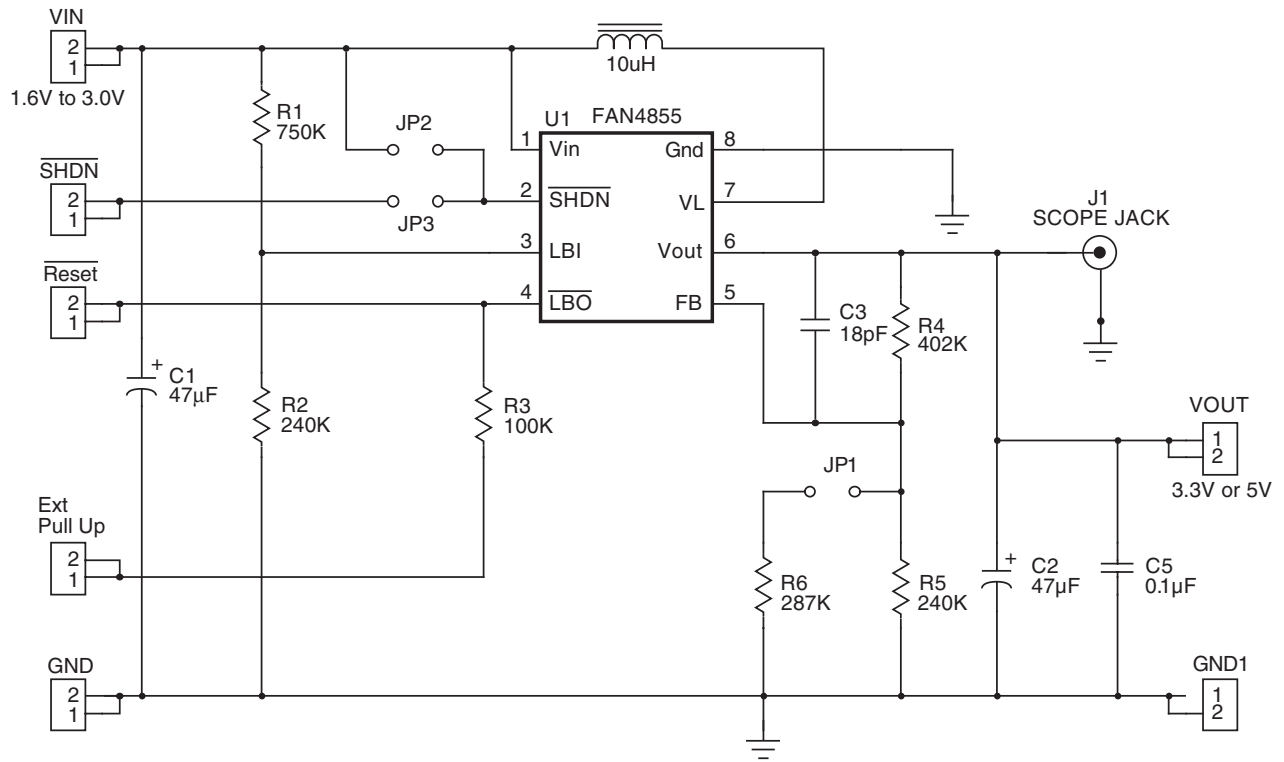 VIN
2
1
1.6V to 3.0V
SHDN
2
1
Reset
2
1
Ext
Pull Up
2
1
GND
2
1
+
C1
47µF
R1
750K
R2
240K
JP2
JP3
R3
100K
10uH
U1
FAN4855
1
Vin
2
SHDN
3
LBI
4
LBO
Gnd
8
VL
7
Vout
6
FB
5
C3
18pF
R4
402K
JP1
R6
287K
R5
240K
J1
SCOPE JACK
VOUT
1
2
3.3V or 5V
+
C2
47µF
C5
0.1µF
GND1
1
2